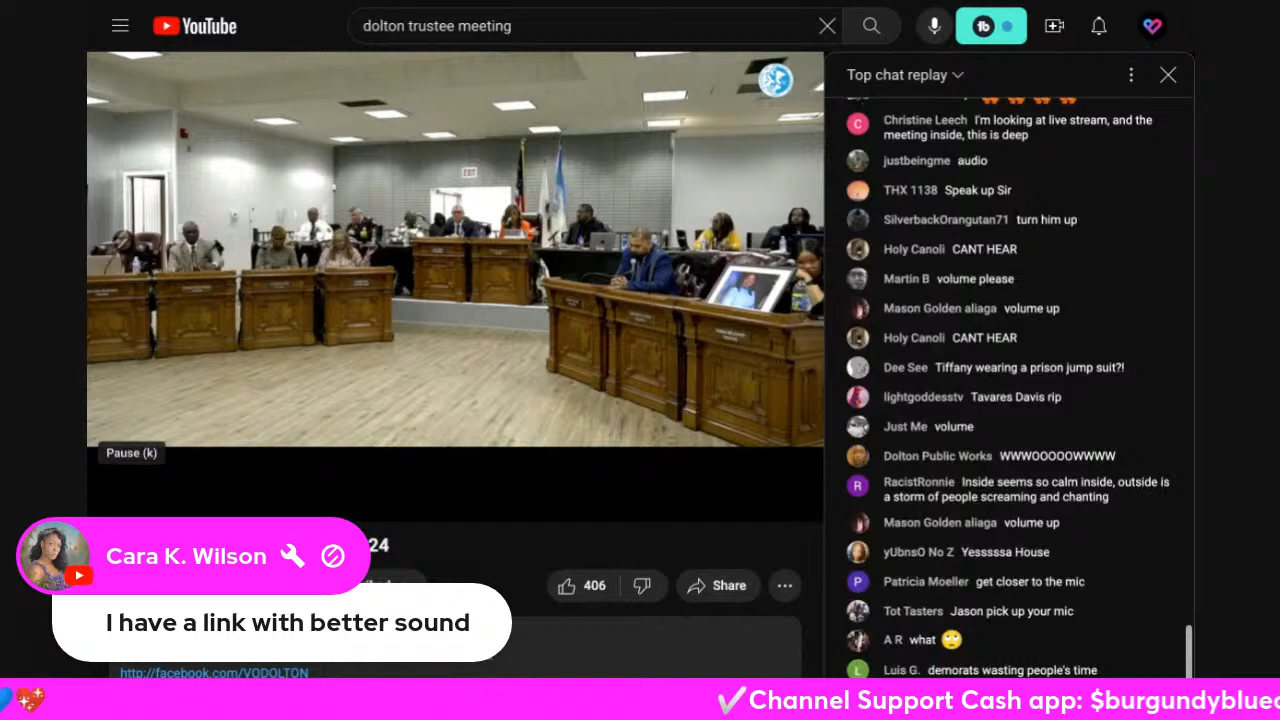 YouTube
dolton trustee meeting
Top chat replay
Christine Leech I'm looking at live stream, and the
meeting inside, this is deep
justbeingme audio
THX 1138 Speak up Sir
SilverbackOrangutan71 turn him up
Holy Canoli CANT HEAR
Martin B volume please
Mason Golden aliaga volume up
Holy Canoli CANT HEAR
Dee See Tiffany wearing a prison jump suit?!
lightgoddesstv Tavares Davis rip
Just Me volume
Dolton Public Works WWWOOOOOWWWW
RacistRonnie Inside seems so calm inside, outside is
a storm of people screaming and chanting
Mason Golden aliaga volume up
yUbnsO No Z Yesssssa House
Patricia Moeller get closer to the mic
Tot Tasters Jason pick up your mic
A R what
Luis G. demorats wasting people's time
EXIT
Pause (k)
24
406
Share
Cara K. Wilson
I have a link with better sound
http://facebook.com/VODOLTON
Channel Support Cash app: $burgundyblue